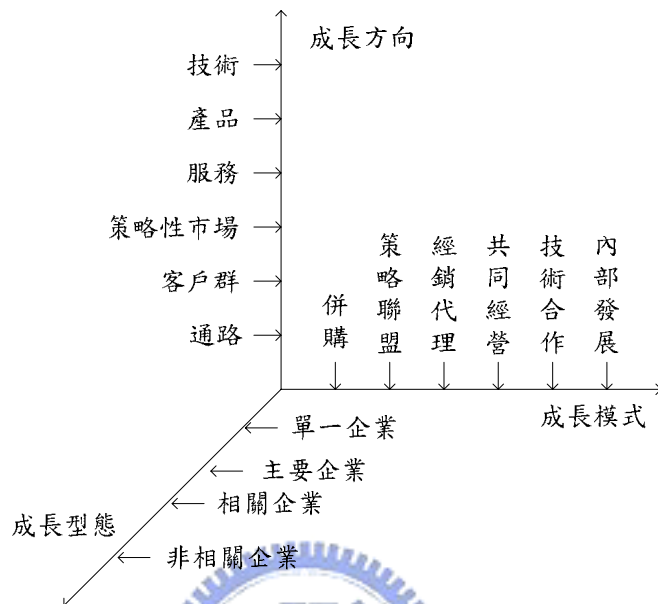 成長方向
技術
產品
服務
策略性市場
客戶群
通路
併購
策略聯盟
經銷代理
共同經營
技術合作
內部發展
成長模式
單一企業
主要企業
相關企業
成長型態
非相關企業